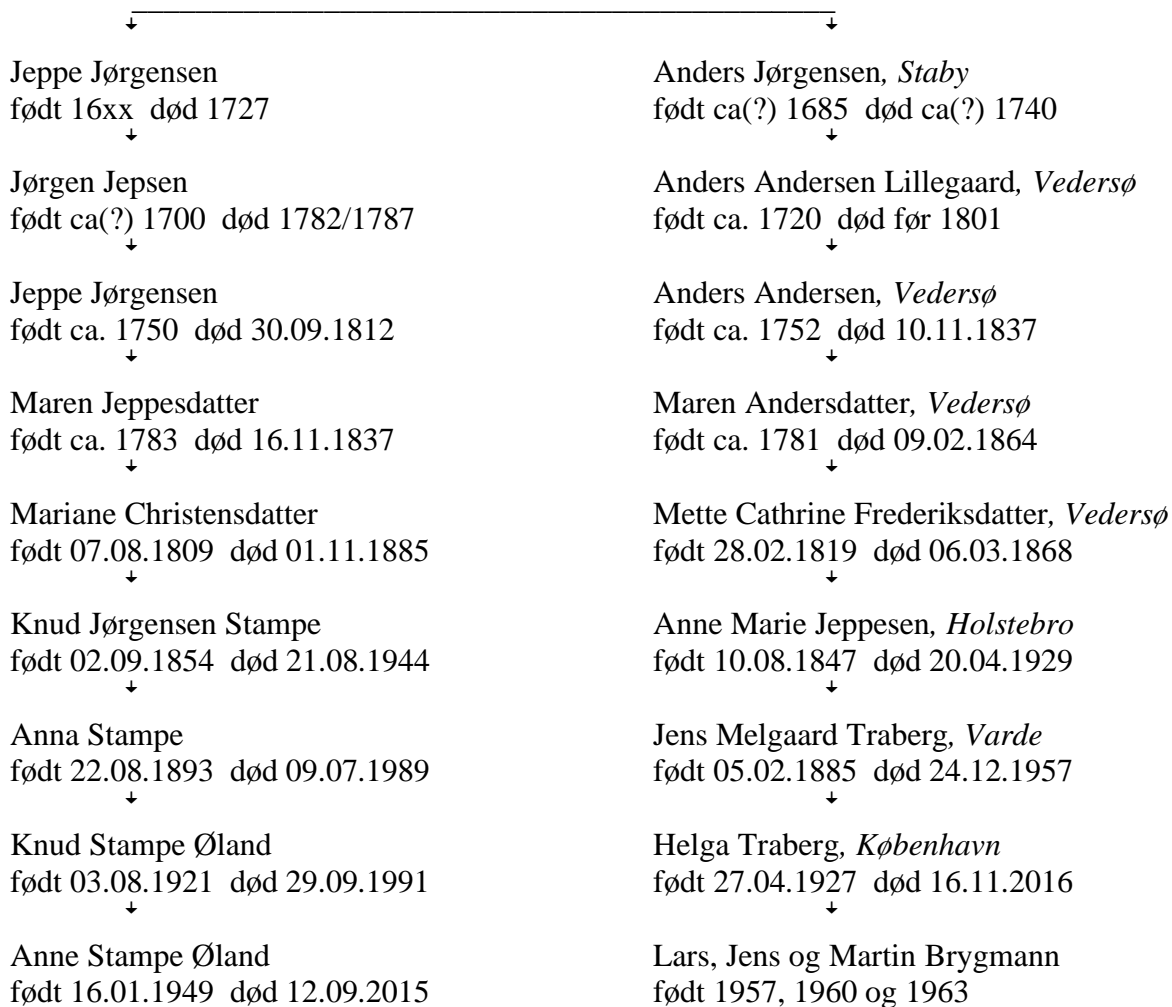 Jeppe Jørgensen
født 16xx død 1727
Jørgen Jepsen
født ca(?) 1700 død 1782/1787
Jeppe Jørgensen
født ca. 1750 død 30.09.1812
Maren Jeppesdatter
født ca. 1783 død 16.11.1837
Mariane Christensdatter
født 07.08.1809 død 01.11.1885
Knud Jørgensen Stampe
født 02.09.1854 død 21.08.1944
Anna Stampe
født 22.08.1893 død 09.07.1989
Knud Stampe Øland
født 03.08.1921 død 29.09.1991
Anne Stampe Øland
født 16.01.1949 død 12.09.2015
Anders Jørgensen, Staby
født ca(?) 1685 død ca(?) 1740
Anders Andersen Lillegaard, Vedersø
født ca. 1720 død før 1801
Anders Andersen, Vedersø
født ca. 1752 død 10.11.1837
Maren Andersdatter, Vedersø
født ca. 1781 død 09.02.1864
Mette Cathrine Frederiksdatter, Vedersø
født 28.02.1819 død 06.03.1868
Anne Marie Jeppesen, Holstebro
født 10.08.1847 død 20.04.1929
Jens Melgaard Traberg, Varde
født 05.02.1885 død 24.12.1957
Helga Traberg, København
født 27.04.1927 død 16.11.2016
Lars, Jens og Martin Brygmann
født 1957, 1960 og 1963